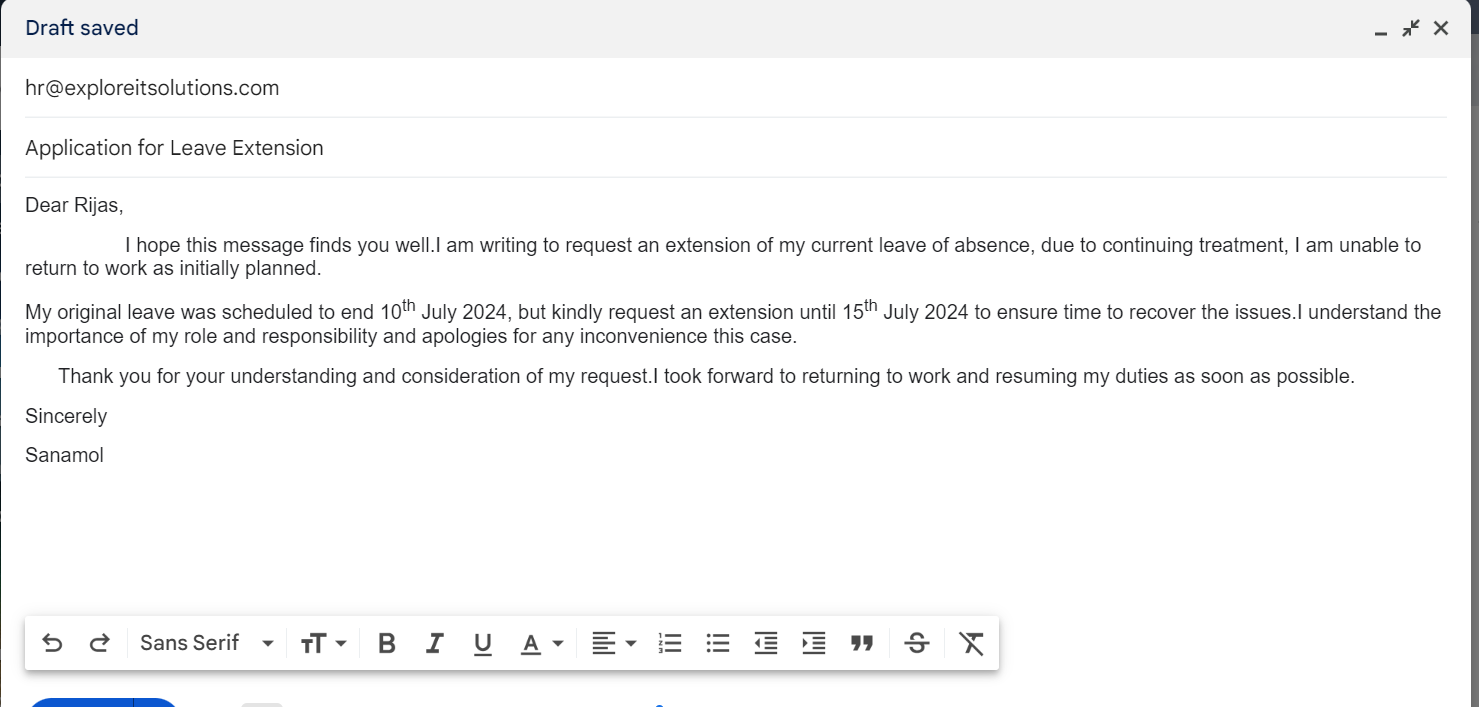 Draft saved
hr@exploreitsolutions.com
Application for Leave Extension
Dear Rijas,
I hope this message finds you well.I am writing to request an extension of my current leave of absence, due to continuing treatment, I am unable to
return to work as initially planned.
My original leave was scheduled to end 10th July 2024, but kindly request an extension until 15th July 2024 to ensure time to recover the issues.I understand the
importance of my role and responsibility and apologies for any inconvenience this case.
Thank you for your understanding and consideration of my request.I took forward to returning to work and resuming my duties as soon as possible.
Sincerely
Sanamol
Sans Serif